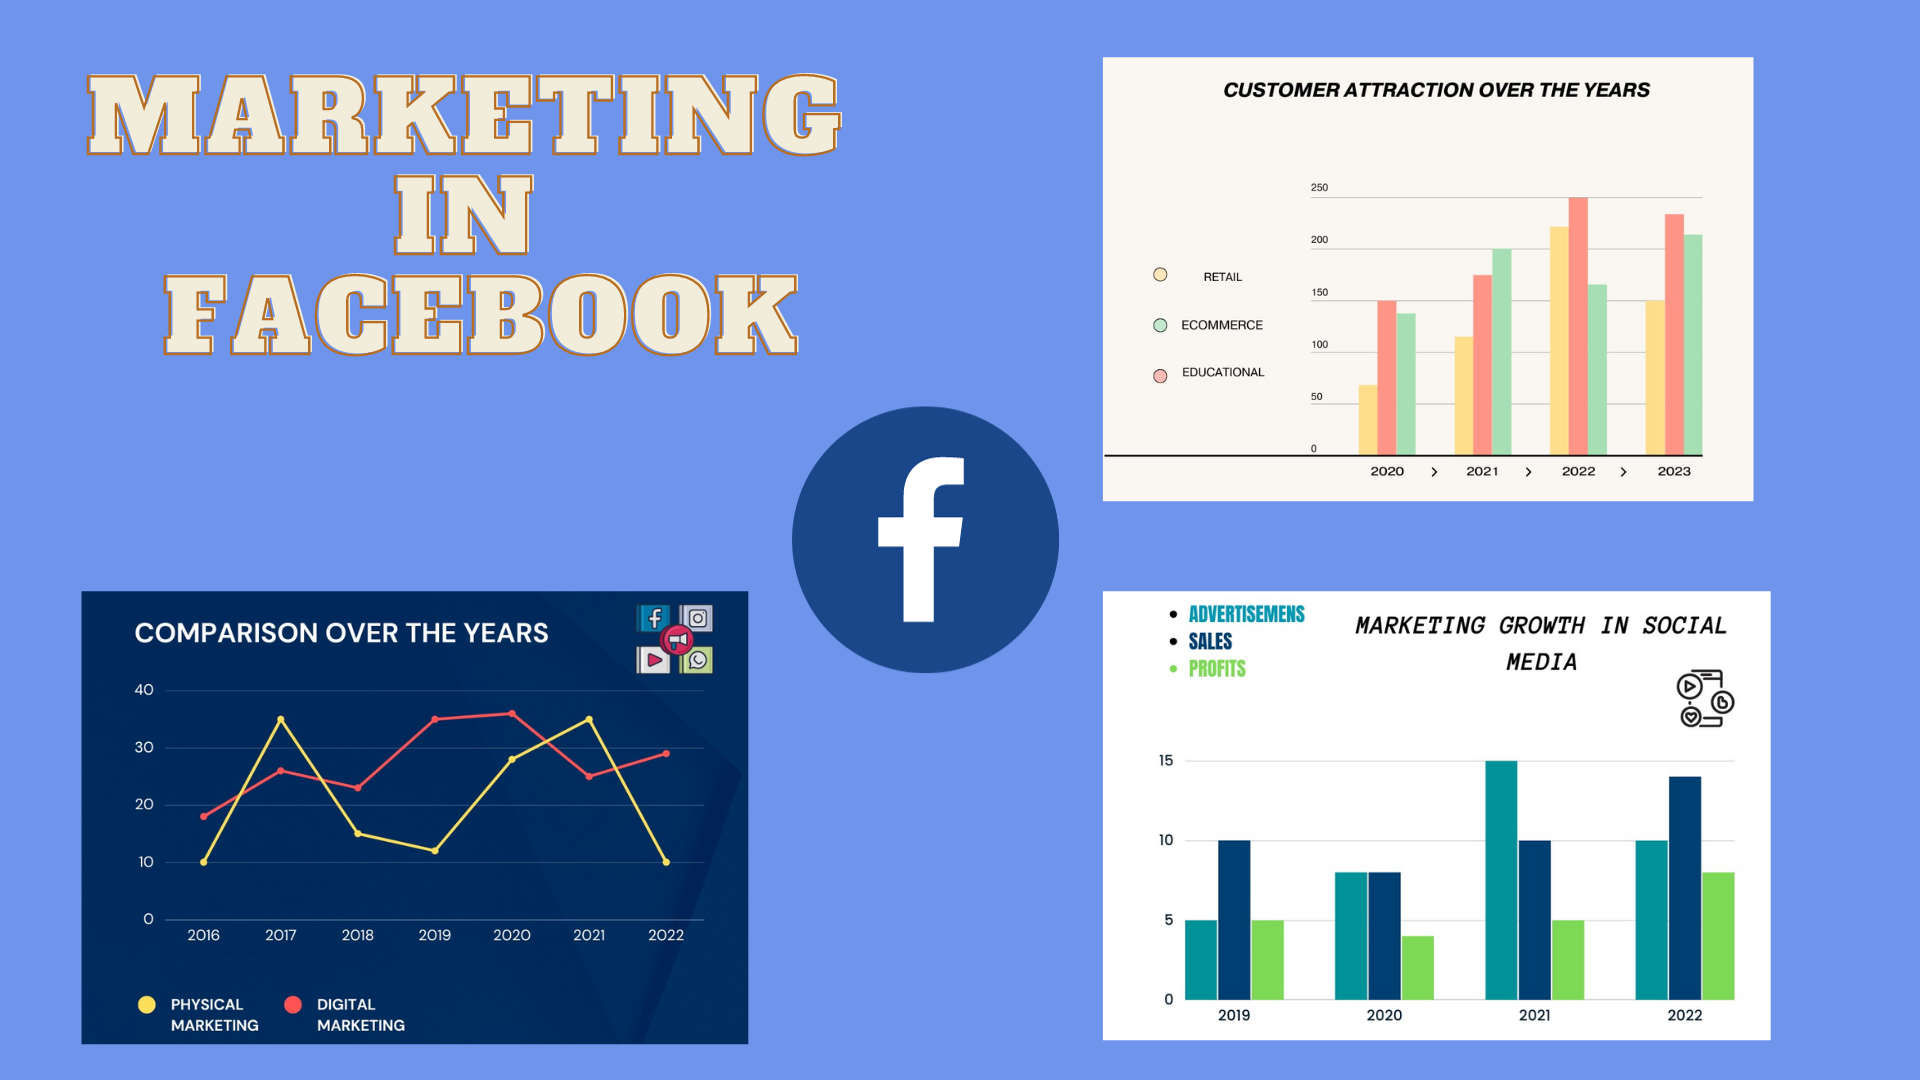 MARKETING
IN
FACEBOOK
CUSTOMER ATTRACTION OVER THE YEARS
250
200
150
100
50
0
RETAIL
ECOMMERCE
EDUCATIONAL
2020 > 2021 > 2022 > 2023
f
COMPARISON OVER THE YEARS
40
30
20
10
0
2016 2017 2018 2019 2020 2021 2022
PHYSICAL MARKETING
DIGITAL MARKETING
• ADVERTISEMENS
• SALES
• PROFITS
MARKETING GROWTH IN SOCIAL
MEDIA
15
10
5
0
2019 2020 2021 2022